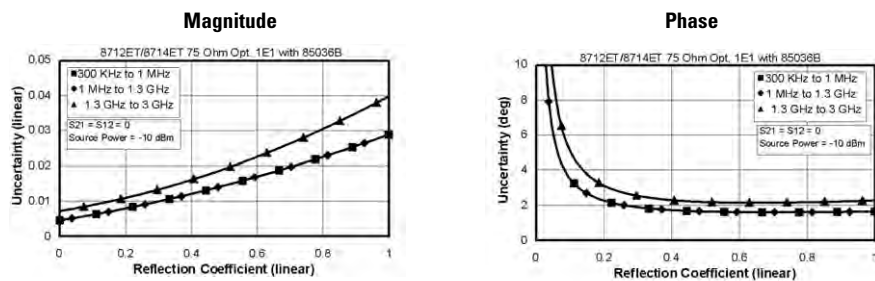 Magnitude
8712ET/8714ET 75 Ohm Opt. 1E1 with 85036B
0.05
0.04
0.03
0.02
0.01
0
Uncertainty (linear)
300 KHz to 1 MHz
1 MHz to 1.3 GHz
1.3 GHz to 3 GHz
S21 = S12 = 0
Source Power = -10 dBm
0
0.2
0.4
0.6
0.8
1
Reflection Coefficient (linear)
Phase
8712ET/8714ET 75 Ohm Opt. 1E1 with 85036B
10
8
6
4
2
0
Uncertainty (deg)
300 KHz to 1 MHz
1 MHz to 1.3 GHz
1.3 GHz to 3 GHz
S21 = S12 = 0
Source Power = -10 dBm
0
0.2
0.4
0.6
0.8
1
Reflection Coefficient (linear)